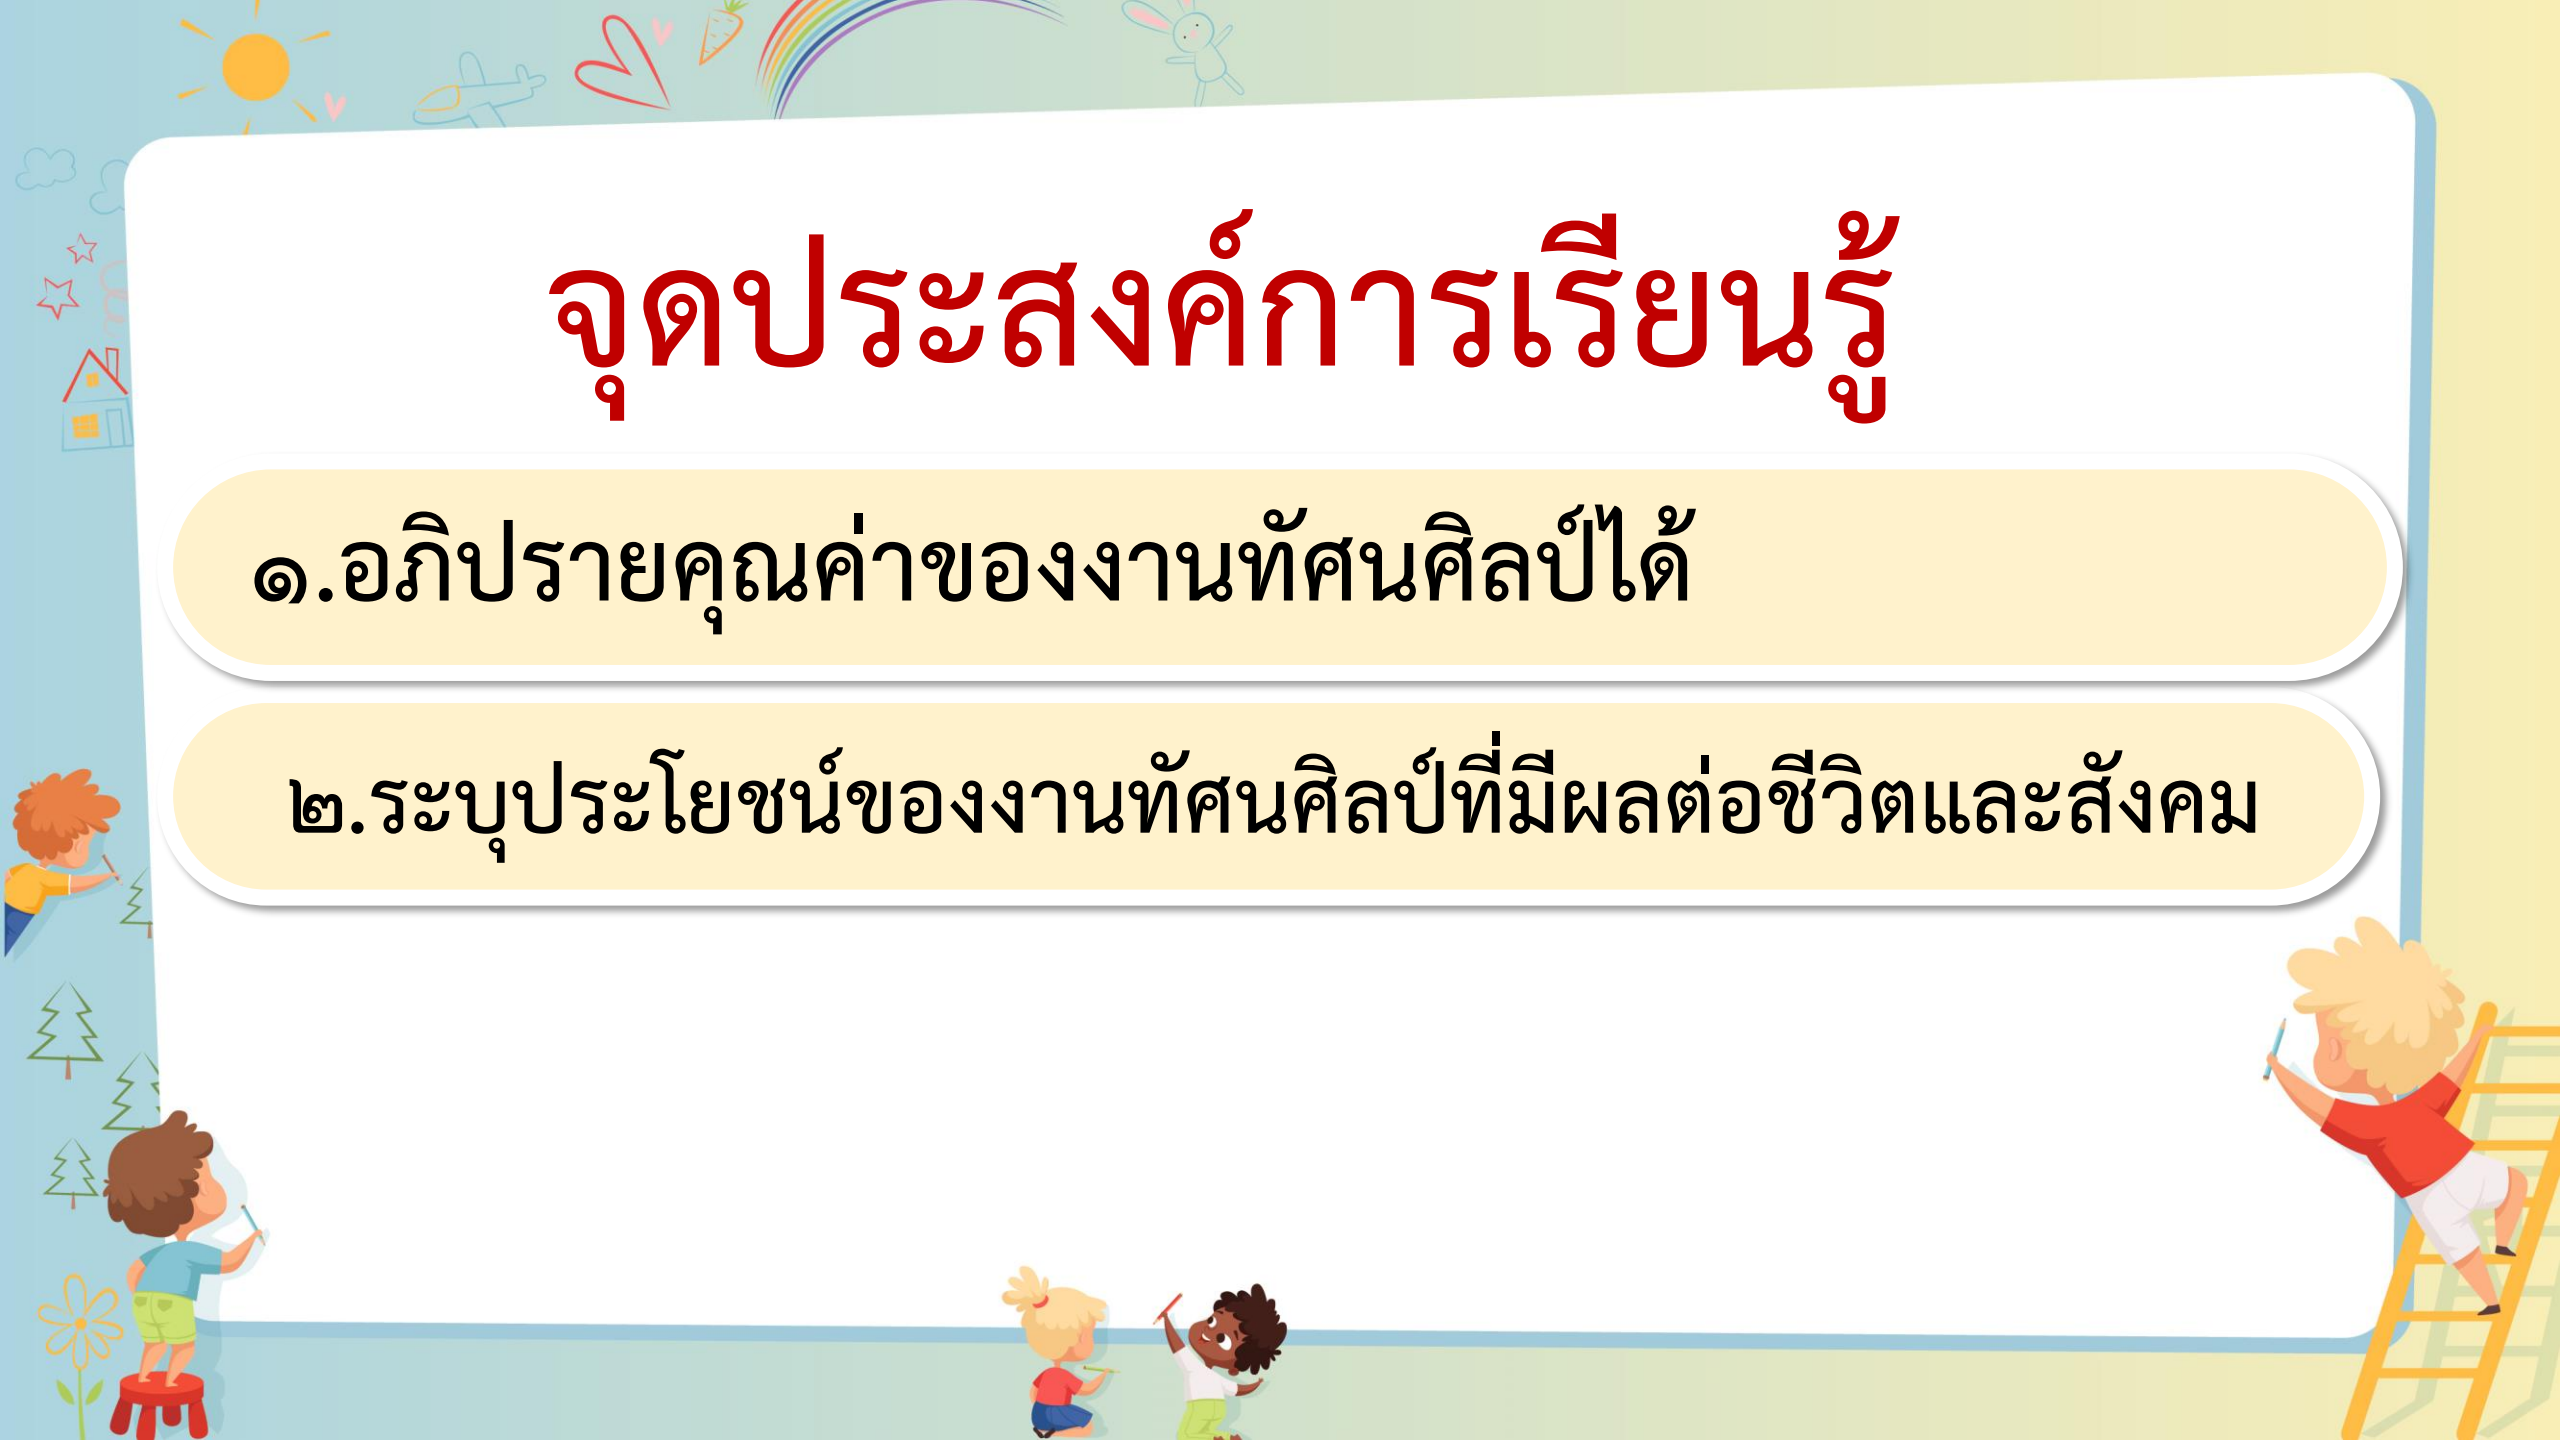 จุดประสงค์การเรียนรู้
๑.อภิปรายคุณค่าของงานทัศนศิลป์ได้
๒.ระบุประโยชน์ของงานทัศนศิลป์ที่มีผลต่อชีวิตและสังคม